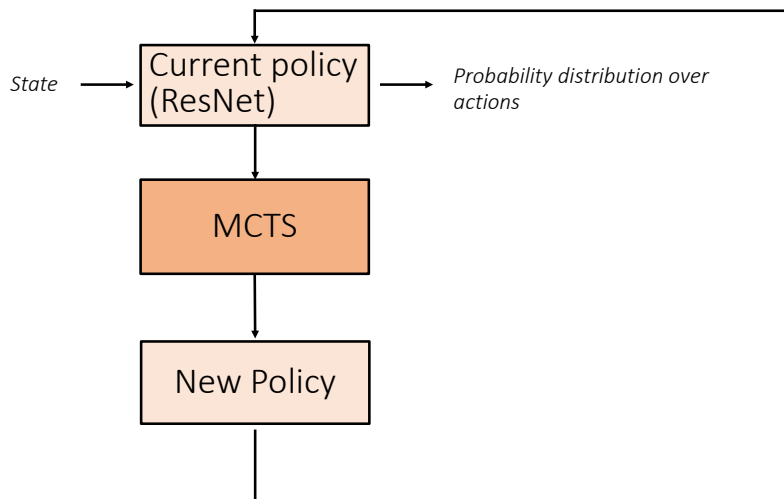 State
Current policy
(ResNet)
Probability distribution over
actions
MCTS
New Policy